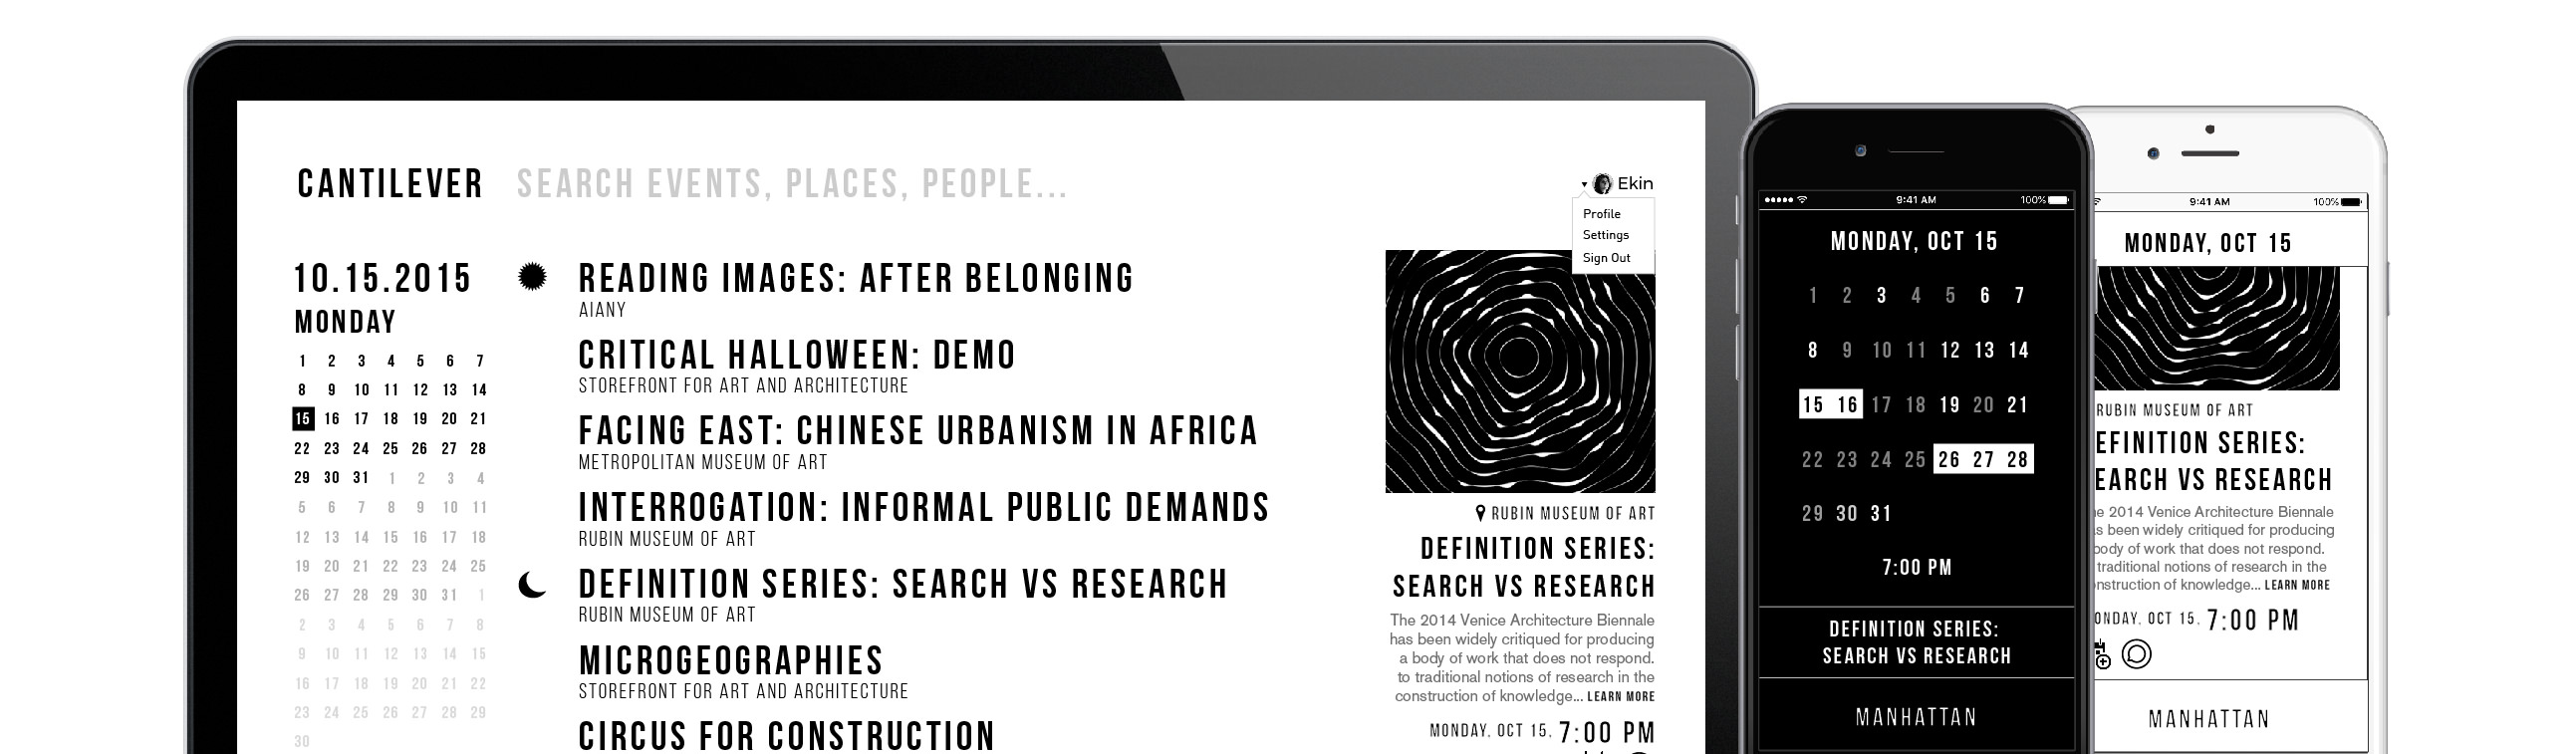 CANTILEVER SEARCH EVENTS, PLACES, PEOPLE...
Ekin
Profile
Settings
Sign Out
10.15.2015
MONDAY
1 2 3 4 5 6 7
8 9 10 11 12 13 14
15 16 17 18 19 20 21
22 23 24 25 26 27 28
29 30 31 1 2 3 4
5 6 7 8 9 10 11
12 13 14 15 16 17 18
19 20 21 22 23 24 25
26 27 28 29 30 31 1
2 3 4 5 6 7 8
9 10 11 12 13 14 15
16 17 18 19 20 21 22
23 24 25 26 27 28 29
30
READING IMAGES: AFTER BELONGING
AIANY
CRITICAL HALLOWEEN: DEMO
STOREFRONT FOR ART AND ARCHITECTURE
FACING EAST: CHINESE URBANISM IN AFRICA
METROPOLITAN MUSEUM OF ART
INTERROGATION: INFORMAL PUBLIC DEMANDS
RUBIN MUSEUM OF ART
DEFINITION SERIES: SEARCH VS RESEARCH
RUBIN MUSEUM OF ART
MICROGEOGRAPHIES
STOREFRONT FOR ART AND ARCHITECTURE
CIRCUS FOR CONSTRUCTION
RUBIN MUSEUM OF ART
DEFINITION SERIES:
SEARCH VS RESEARCH
The 2014 Venice Architecture Biennale
has been widely critiqued for producing
a body of work that does not respond.
to traditional notions of research in the
construction of knowledge... LEARN MORE
MONDAY, OCT 15, 7:00 PM
9:41 AM 100%
MONDAY, OCT 15
1 2 3 4 5 6 7
8 9 10 11 12 13 14
15 16 17 18 19 20 21
22 23 24 25 26 27 28
29 30 31
7:00 PM
DEFINITION SERIES:
SEARCH VS RESEARCH
MANHATTAN
9:41 AM 100%
MONDAY, OCT 15
RUBIN MUSEUM OF ART
EFINITION SERIES:
EARCH VS RESEARCH
e 2014 Venice Architecture Biennale
s been widely critiqued for producing
body of work that does not respond.
traditional notions of research in the
nstruction of knowledge... LEARN MORE
ONDAY, OCT 15, 7:00 PM
MANHATTAN